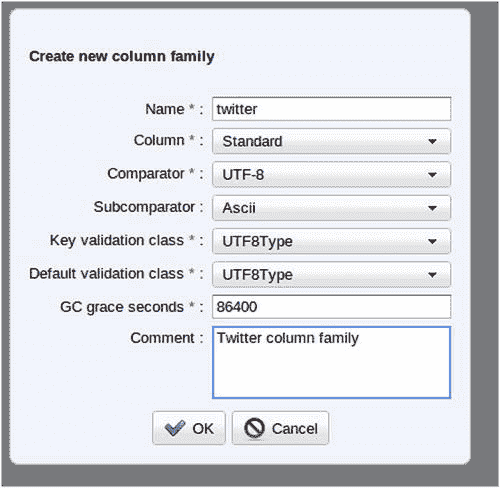 Create new column family
Name * : twitter
Column * : Standard
Comparator * : UTF-8
Subcomparator : Ascii
Key validation class * : UTF8Type
Default validation class * : UTF8Type
GC grace seconds * : 86400
Comment : Twitter column family
OK Cancel